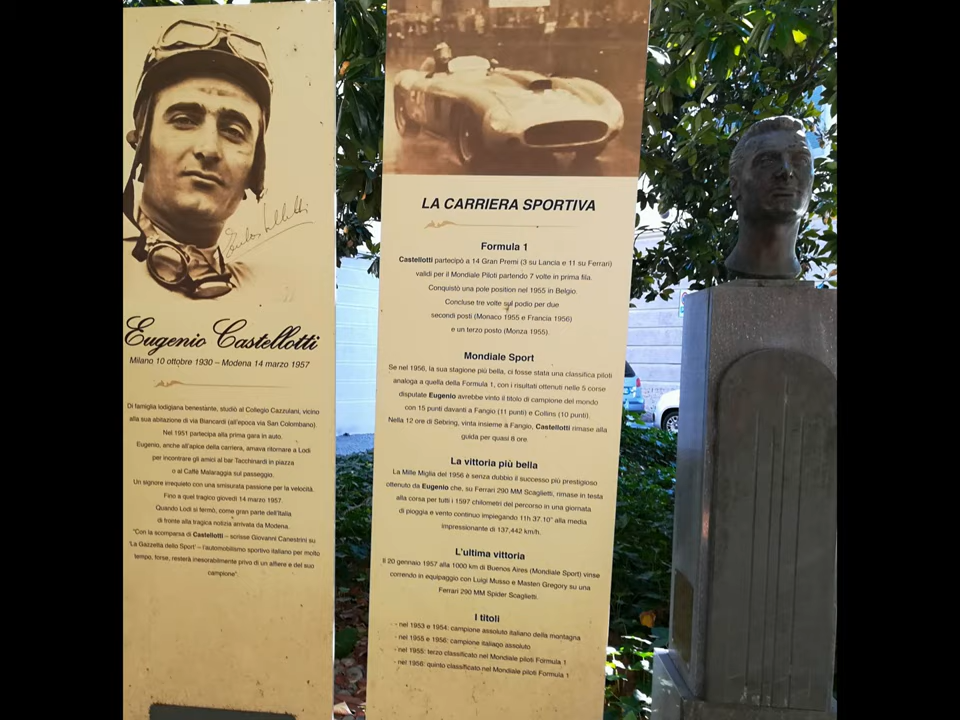 Eugenio Castellotti
Milano 10 ottobre 1930 – Modena 14 marzo 1957
Di famiglia lodigiana benestante, studiò al Collegio Cazzulani, vicino
alla sua abitazione di via Biancardi (all'epoca via San Colombano).
Nel 1951 partecipa alla prima gara in auto.
Eugenio, anche all'apice della carriera, amava ritornare a Lodi
per incontrare gli amici al bar Tacchinardi in piazza
o al Caffè Malaraggia sul passeggio.
Un signore irrequieto con una smisurata passione per la velocità.
Fino a quel tragico giovedì 14 marzo 1957.
Quando Lodi si fermò, come gran parte dell'Italia
di fronte alla tragica notizia arrivata da Modena.
"Con la scomparsa di Castellotti – scrisse Giovanni Canestrini su
'La Gazzetta dello Sport' – l'automobilismo sportivo italiano per molto
tempo, forse, resterà inesorabilmente privo di un alfiere e del suo
campione"
LA CARRIERA SPORTIVA
Formula 1
Castellotti partecipò a 14 Gran Premi (3 su Lancia e 11 su Ferrari)
validi per il Mondiale Piloti partendo 7 volte in prima fila.
Conquistò una pole position nel 1955 in Belgio.
Concluse tre volte sul podio per due
secondi posti (Monaco 1955 e Francia 1956)
e un terzo posto (Monza 1955).
Mondiale Sport
Se nel 1956, la sua stagione più bella, ci fosse stata una classifica piloti
analoga a quella della Formula 1, con i risultati ottenuti nelle 5 corse
disputate Eugenio avrebbe vinto il titolo di campione del mondo
con 15 punti davanti a Fangio (11 punti) e Collins (10 punti).
Nella 12 ore di Sebring, vinta insieme a Fangio, Castellotti rimase alla
guida per quasi 8 ore.
La vittoria più bella
La Mille Miglia del 1956 è senza dubbio il successo più prestigioso
ottenuto da Eugenio che, su Ferrari 290 MM Scaglietti, rimase in testa
alla corsa per tutti i 1597 chilometri del percorso in una giornata
di pioggia e vento continuo impiegando 11h 37.10" alla media
impressionante di 137,442 km/h.
L'ultima vittoria
Il 20 gennaio 1957 alla 1000 km di Buenos Aires (Mondiale Sport) vinse
correndo in equipaggio con Luigi Musso e Masten Gregory su una
Ferrari 290 MM Spider Scaglietti.
I titoli
- nel 1953 e 1954: campione assoluto italiano della montagna
- nel 1955 e 1956: campione italiano assoluto
- nel 1955: terzo classificato nel Mondiale piloti Formula 1
- nel 1956: quinto classificato nel Mondiale piloti Formula 1